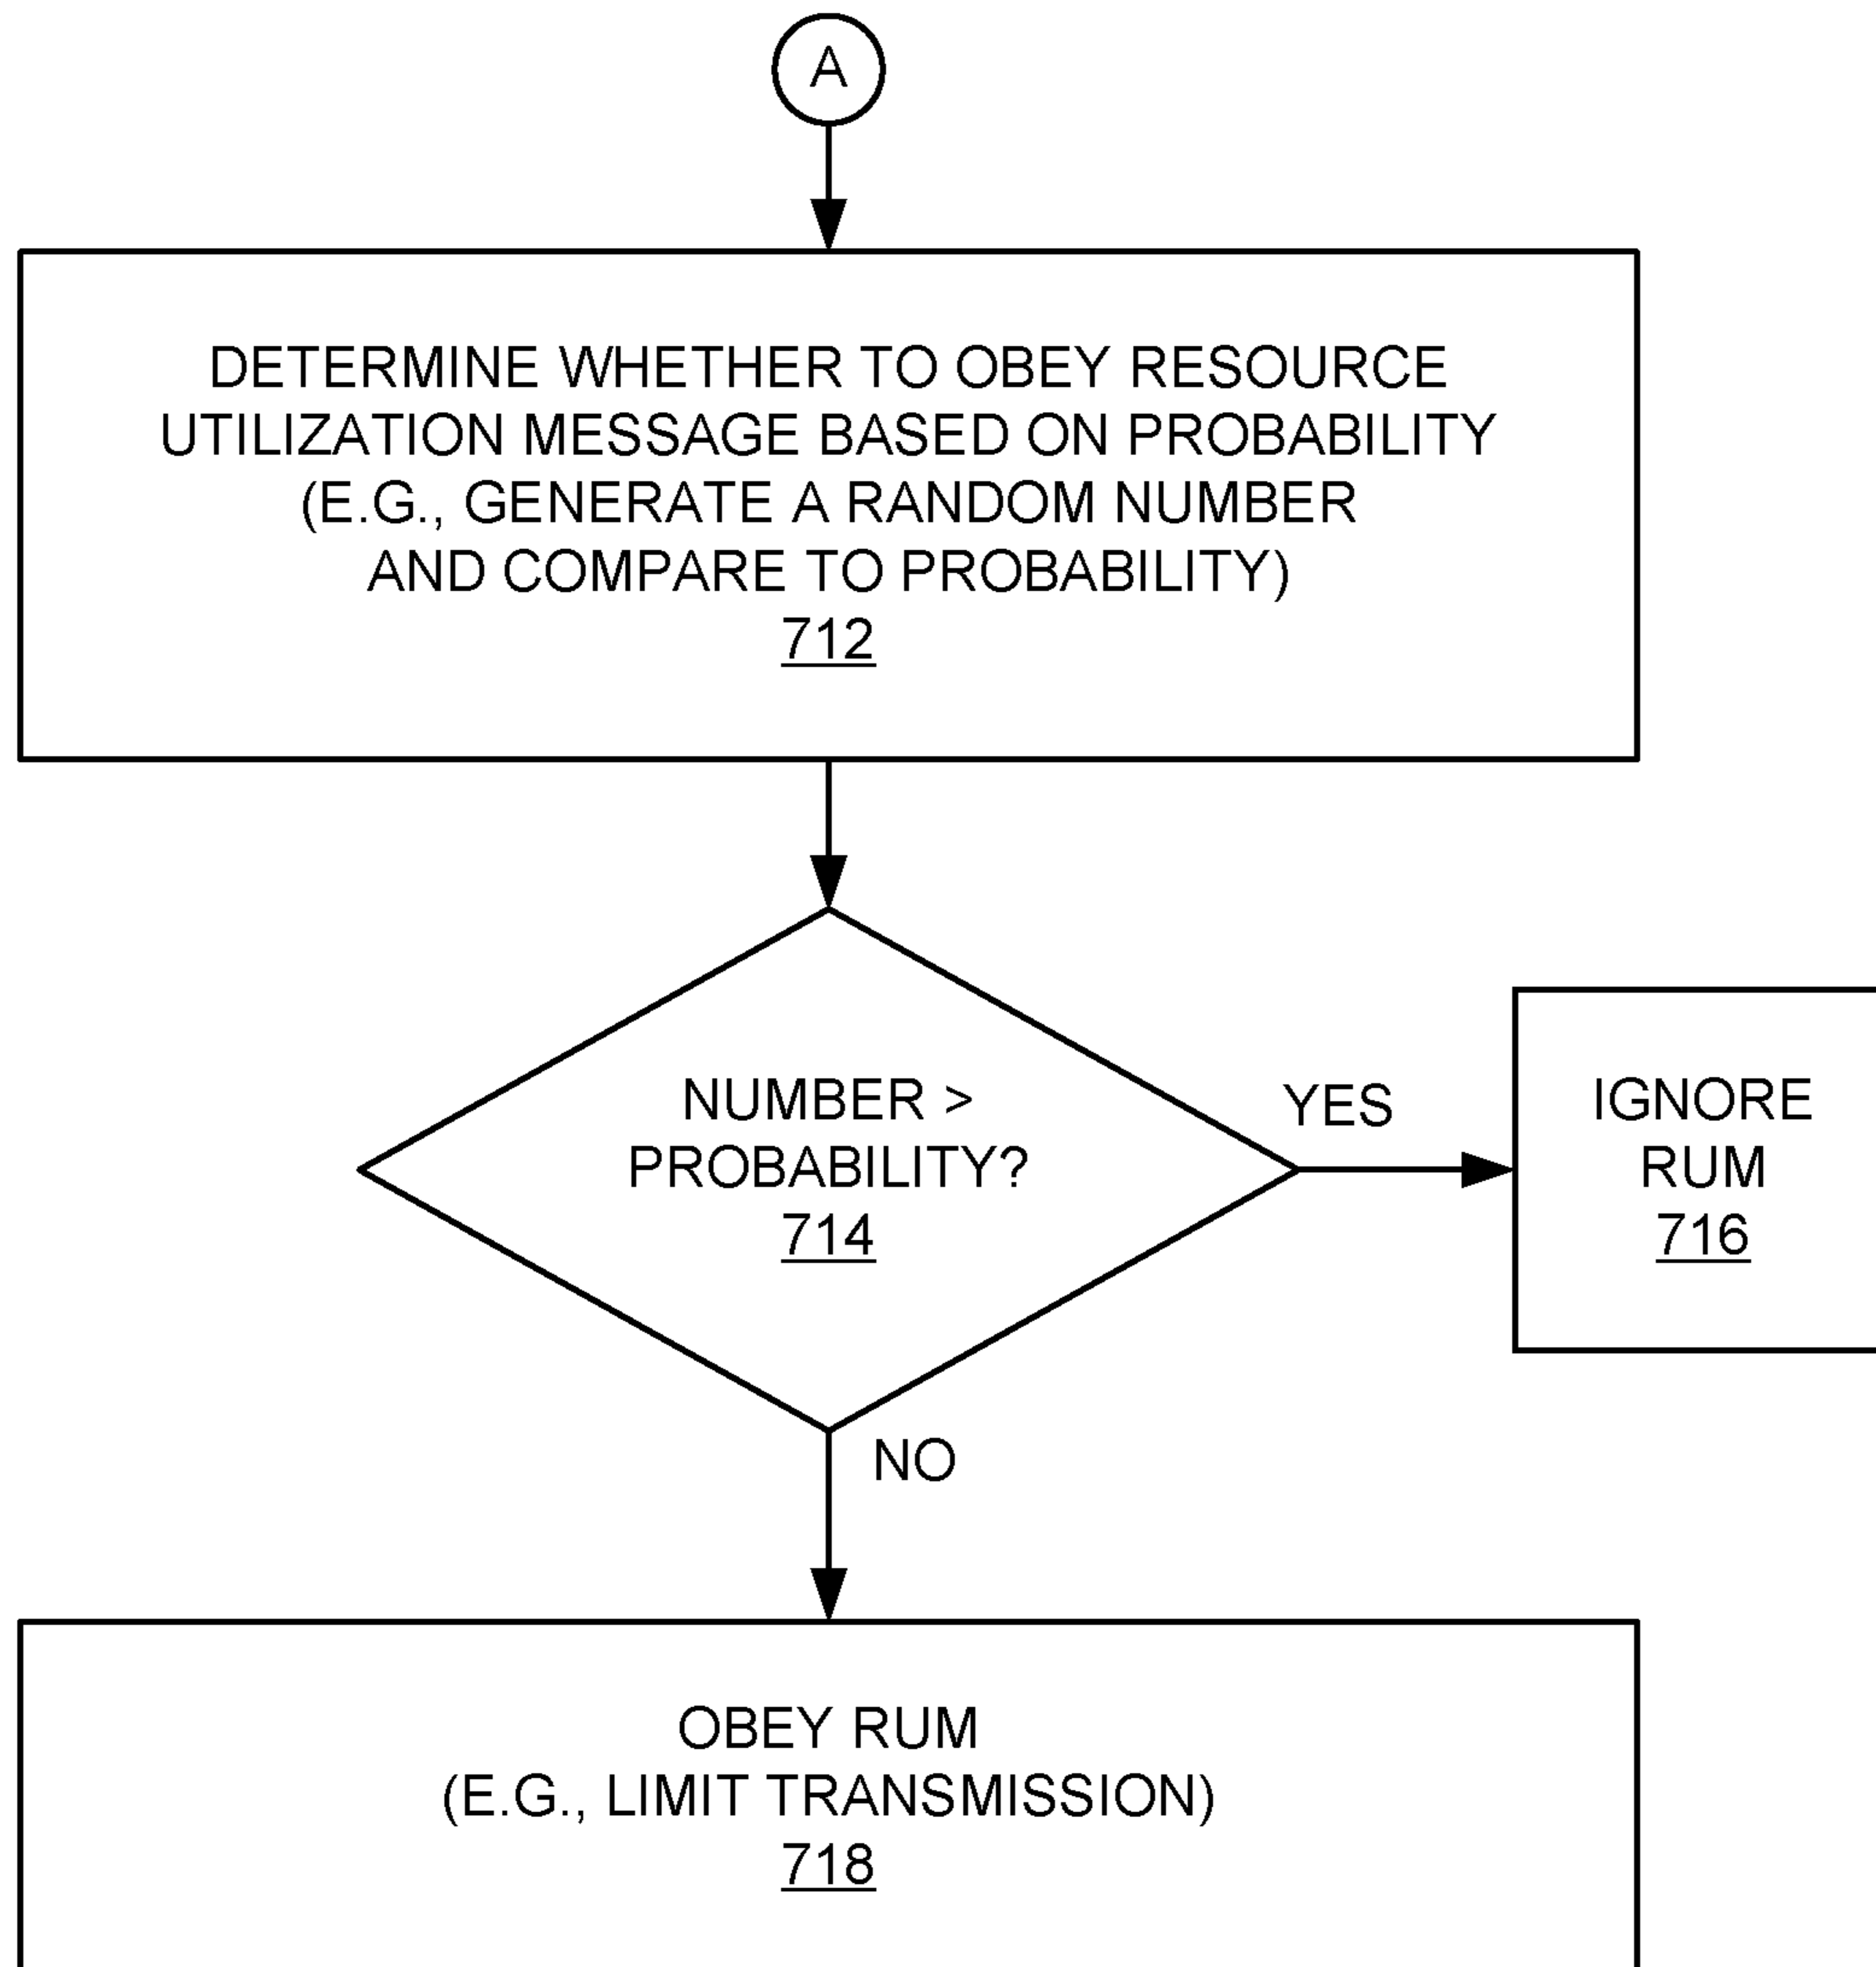 A
DETERMINE WHETHER TO OBEY RESOURCE
UTILIZATION MESSAGE BASED ON PROBABILITY
(E.G., GENERATE A RANDOM NUMBER
AND COMPARE TO PROBABILITY)
712
NUMBER >
PROBABILITY?
714
YES
IGNORE
RUM
716
NO
OBEY RUM
(E.G., LIMIT TRANSMISSION)
718